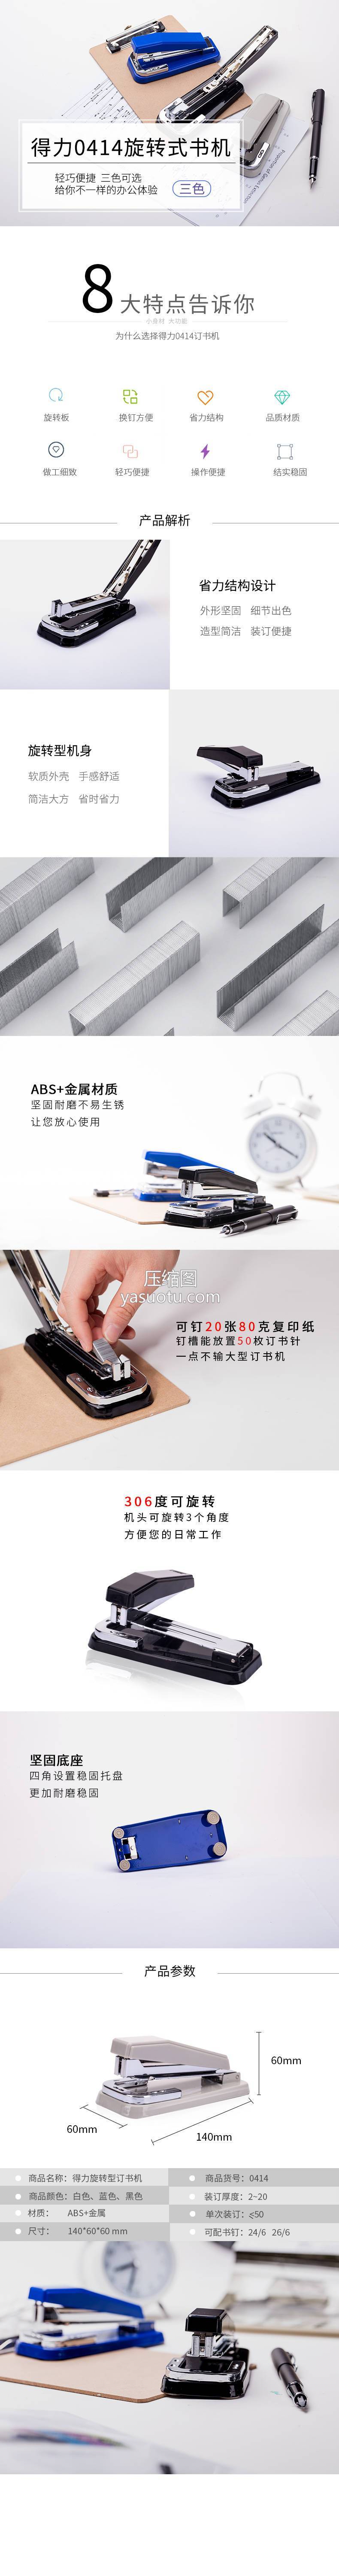 得力0414旋转式书机
轻巧便捷 三色可选
给你不一样的办公体验
三色
8大特点告诉你
小身材 大功能
为什么选择得力0414订书机
旋转板 换钉方便 省力结构 品质材质
做工细致 轻巧便捷 操作便捷 结实稳固
产品解析
省力结构设计
外形坚固 细节出色
造型简洁 装订便捷
旋转型机身
软质外壳 手感舒适
简洁大方 省时省力
ABS+金属材质
坚固耐磨不易生锈
让您放心使用
压缩图
yasuotu.com
可钉20张80克复印纸
钉槽能放置50枚订书针
一点不输大型订书机
306度可旋转
机头可旋转3个角度
方便您的日常工作
坚固底座
四角设置稳固托盘
更加耐磨稳固
产品参数
60mm
60mm
140mm
商品名称：得力旋转型订书机 商品货号：0414
商品颜色：白色、蓝色、黑色 装订厚度：2~20
材质： ABS+金属 单次装订：≤50
尺寸： 140*60*60 mm 可配书钉：24/6 26/6